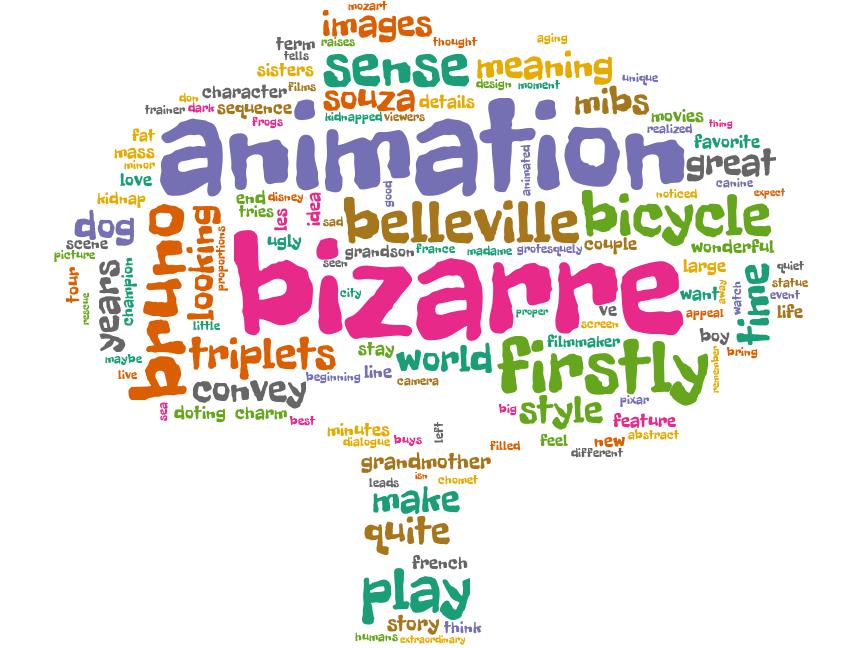 mozart
images
term raises thought aging
tells
sisters sense meaning unique
character films design moment
don souza details mibs
trainer dark sequence kidnapped viewers movies thing
frogs realized
fat animation favorite
mass great
minor animated
love good canine
kidnap end disney noticed expect
tries les idea sad belleville bicycle
dog bruno looking ugly couple wonderful
scene grandson france madame grotesquely
picture seen large quiet
tour years champion proportions bizarre want away watch time statue
rescue city event
little proper ve appeal life
screen
maybe triplets stay world filmmaker boy
live firstly remember bring
convey beginning line camera
sea doting charm best big style pixar
feature
minutes left
dialogue buys filled feel new abstract
different
grandmother
leads isn chomet
make
quite
french
play
story think
humans extraordinary